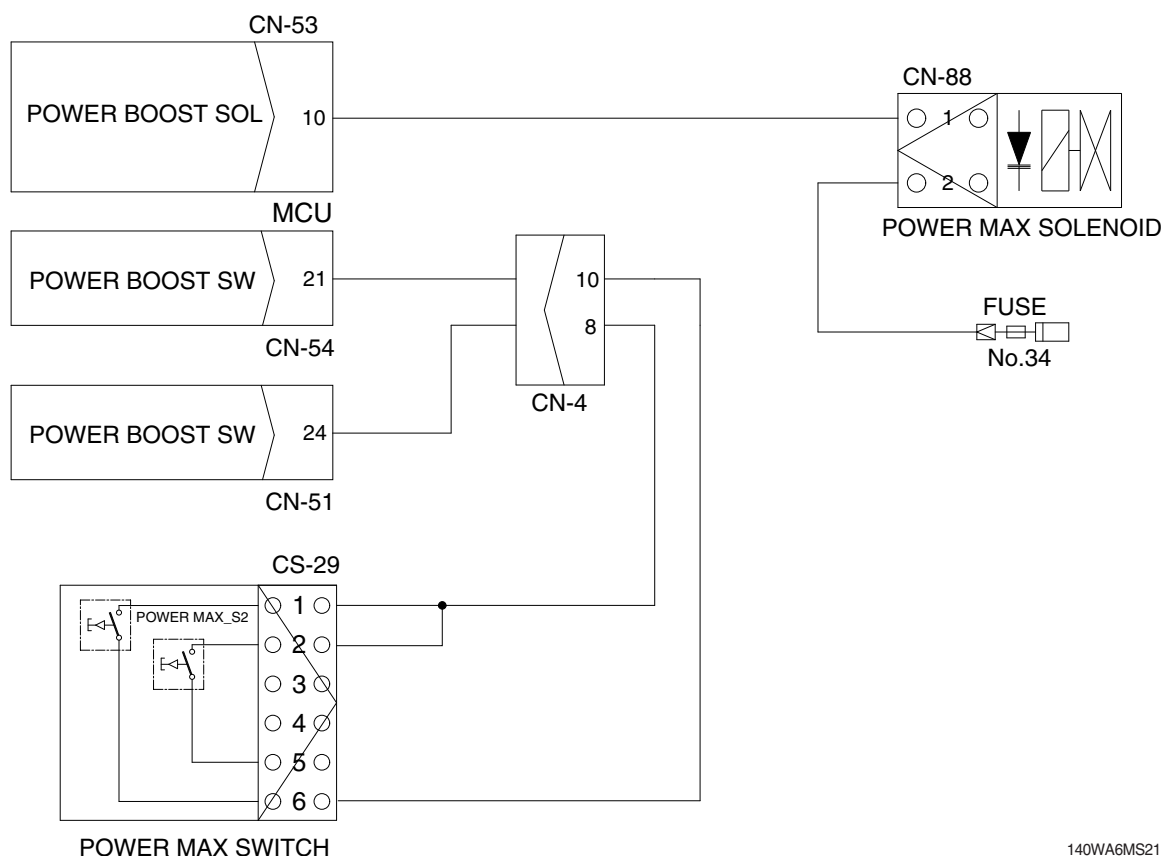 CN-53
POWER BOOST SOL 10
CN-88
1
2
POWER MAX SOLENOID
MCU
POWER BOOST SW 21
CN-54
10
8
CN-4
FUSE
No.34
POWER BOOST SW 24
CN-51
CS-29
POWER MAX_S2
1
2
3
4
5
6
POWER MAX SWITCH
140WA6MS21